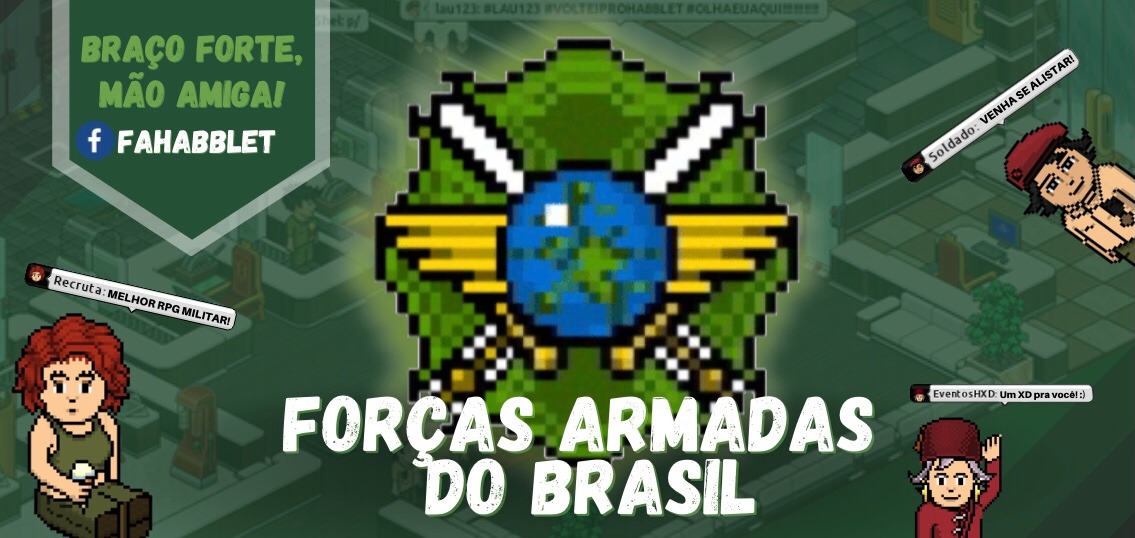 lau123: #LAU123 #VOLTEIPROHABBLET #OLHAEUAQUI!!!!!!!!!!!
BRAÇO FORTE,
MÃO AMIGA!
FAHABBLET
Soldado: VENHA SE ALISTAR!
Recruta: MELHOR RPG MILITAR!
EventosHXD: Um XD pra você! :)
FORÇAS ARMADAS
DO BRASIL